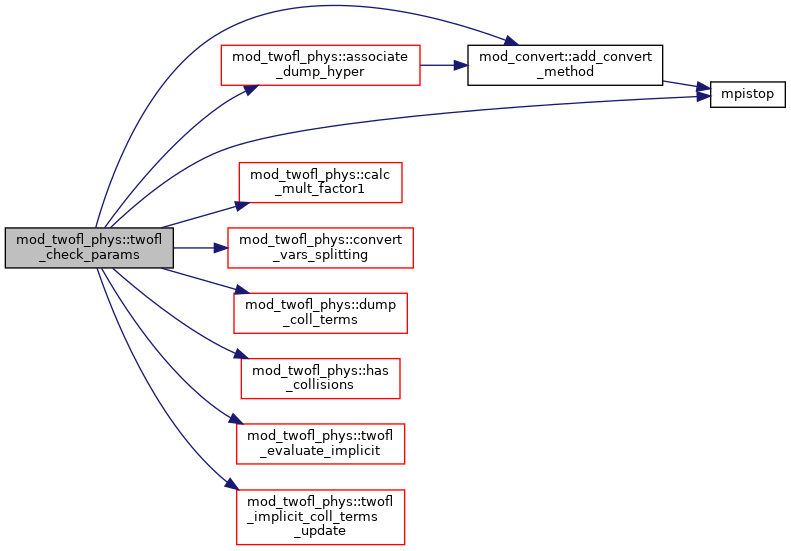 mod_twofl_phys::associate
_dump_hyper
mod_convert::add_convert
_method
mpistop
mod_twofl_phys::calc
_mult_factor1
mod_twofl_phys::twofl
_check_params
mod_twofl_phys::convert
_vars_splitting
mod_twofl_phys::dump
_coll_terms
mod_twofl_phys::has
_collisions
mod_twofl_phys::twofl
_evaluate_implicit
mod_twofl_phys::twofl
_implicit_coll_terms
_update